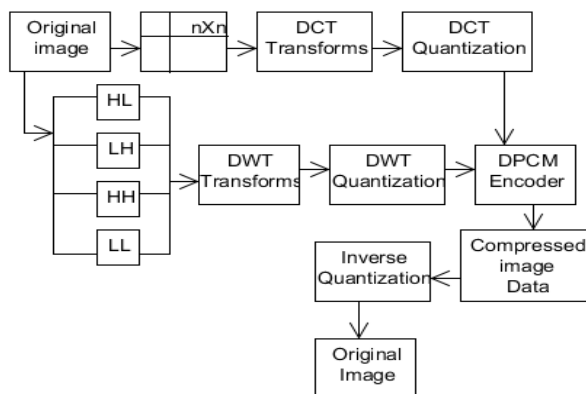 Original
image
nXn
DCT
Transforms
DCT
Quantization
HL
LH
HH
LL
DWT
Transforms
DWT
Quantization
DPCM
Encoder
Inverse
Quantization
Compressed
image
Data
Original
Image